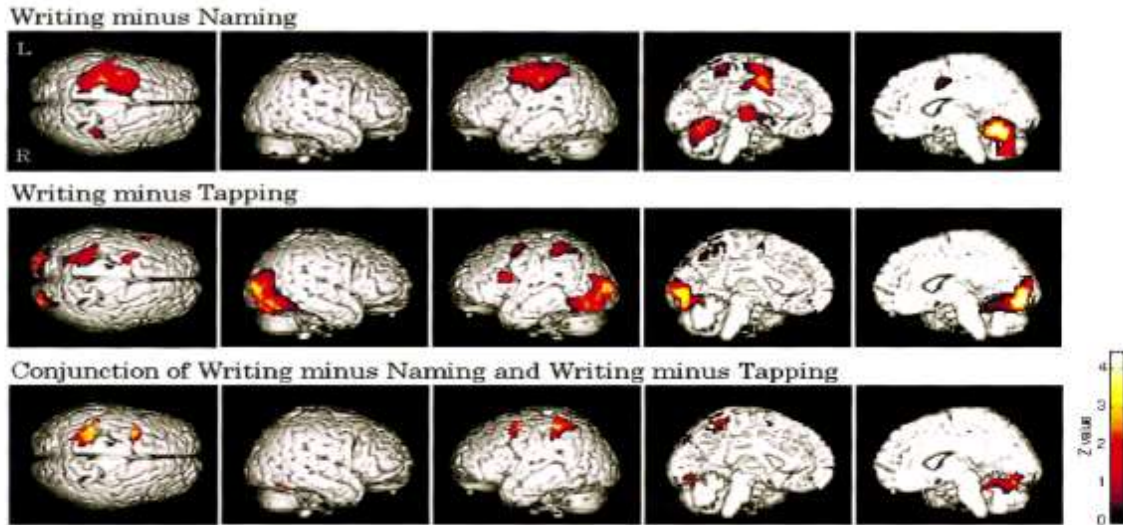 Writing minus Naming
L
R
Writing minus Tapping
Conjunction of Writing minus Naming and Writing minus Tapping
4
3
2
1
0
Z value